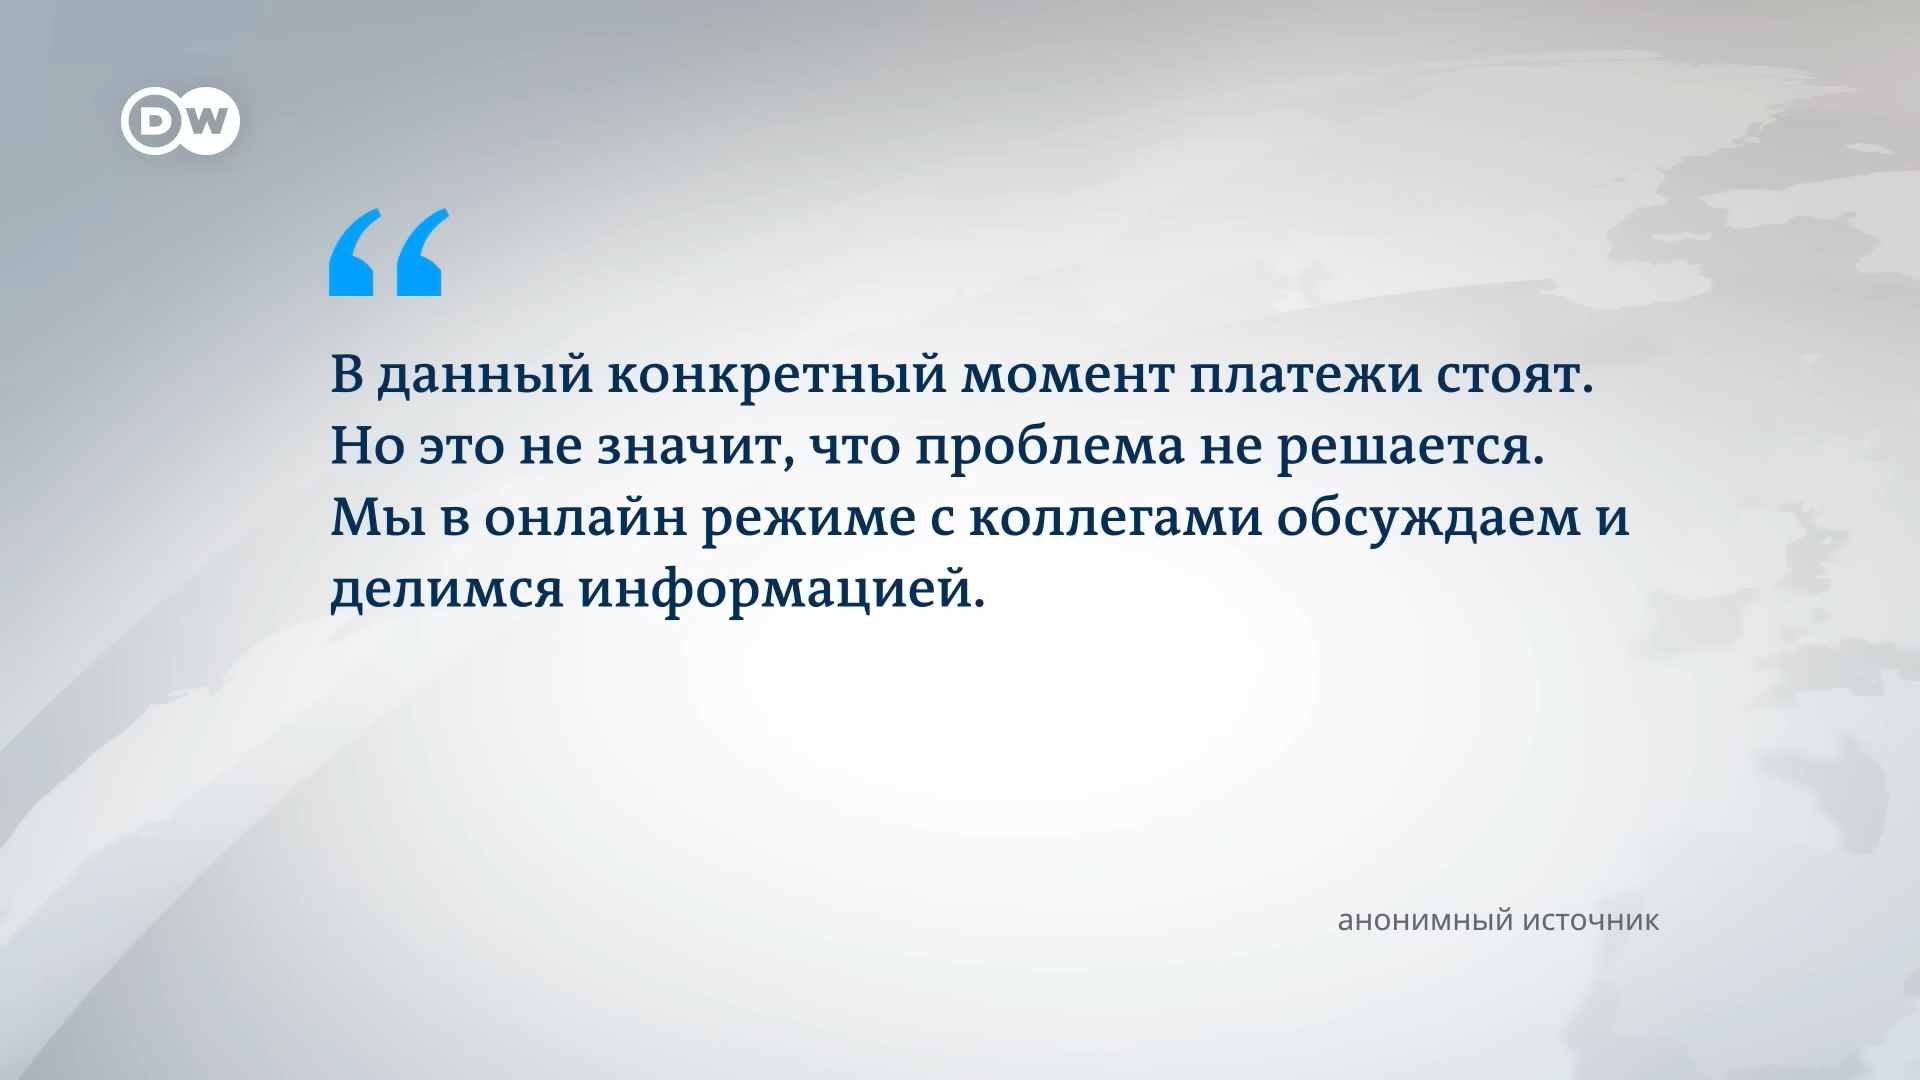 DW
“
В данный конкретный момент платежи стоят.
Но это не значит, что проблема не решается.
Мы в онлайн режиме с коллегами обсуждаем и
делимся информацией.
анонимный источник